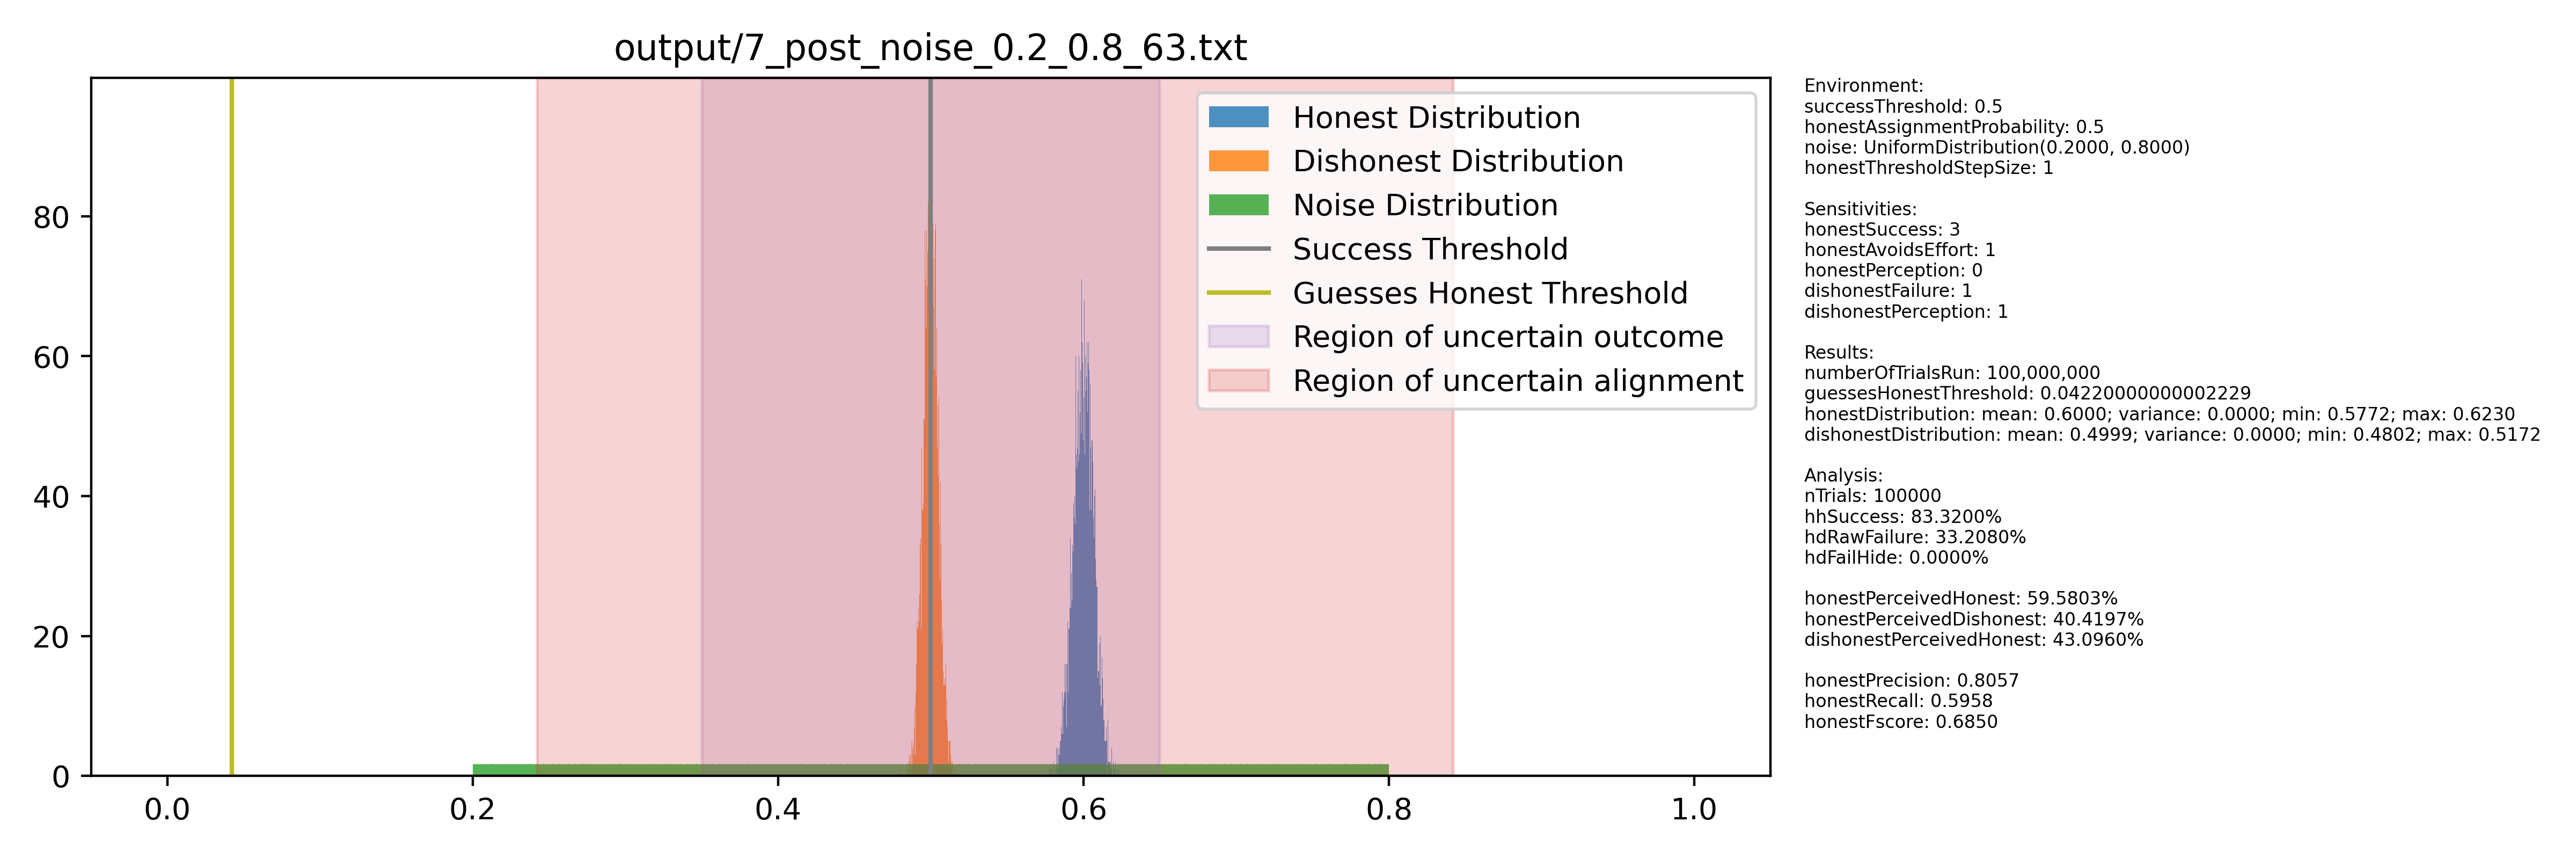 output/7_post_noise_0.2_0.8_63.txt
Honest Distribution
Dishonest Distribution
Noise Distribution
Success Threshold
Guesses Honest Threshold
Region of uncertain outcome
Region of uncertain alignment
80
60
40
20
0
0.0 0.2 0.4 0.6 0.8 1.0
Environment:
successThreshold: 0.5
honestAssignmentProbability: 0.5
noise: UniformDistribution(0.2000, 0.8000)
honestThresholdStepSize: 1
Sensitivities:
honestSuccess: 3
honestAvoidsEffort: 1
honestPerception: 0
dishonestFailure: 1
dishonestPerception: 1
Results:
numberOfTrialsRun: 100,000,000
guessesHonestThreshold: 0.04220000000002229
honestDistribution: mean: 0.6000; variance: 0.0000; min: 0.5772; max: 0.6230
dishonestDistribution: mean: 0.4999; variance: 0.0000; min: 0.4802; max: 0.5172
Analysis:
nTrials: 100000
hhSuccess: 83.3200%
hdRawFailure: 33.2080%
hdFailHide: 0.0000%
honestPerceivedHonest: 59.5803%
honestPerceivedDishonest: 40.4197%
dishonestPerceivedHonest: 43.0960%
honestPrecision: 0.8057
honestRecall: 0.5958
honestFscore: 0.6850